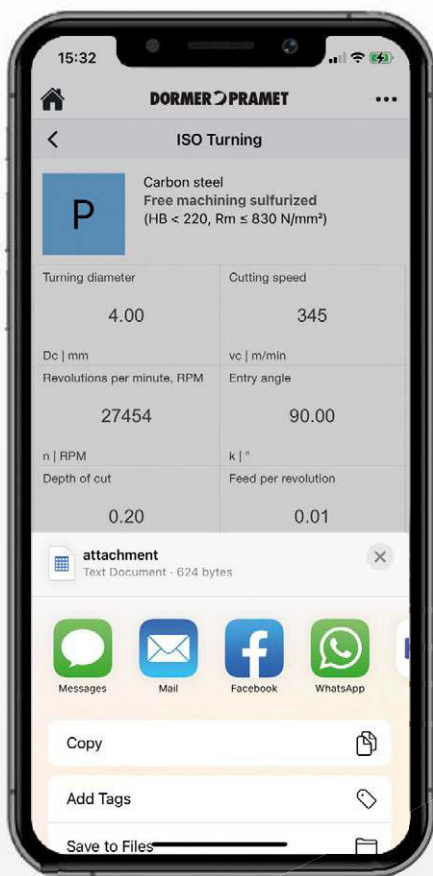 15:32
DORMER PRAMET
ISO Turning
P
Carbon steel
Free machining sulfurized
(HB < 220, Rm ≤ 830 N/mm²)
Turning diameter
Cutting speed
4.00
345
Dc | mm
vc | m/min
Revolutions per minute, RPM
Entry angle
27454
90.00
n | RPM
k | °
Depth of cut
Feed per revolution
0.20
0.01
attachment
Text Document · 624 bytes
Messages
Mail
Facebook
WhatsApp
Copy
Add Tags
Save to Files